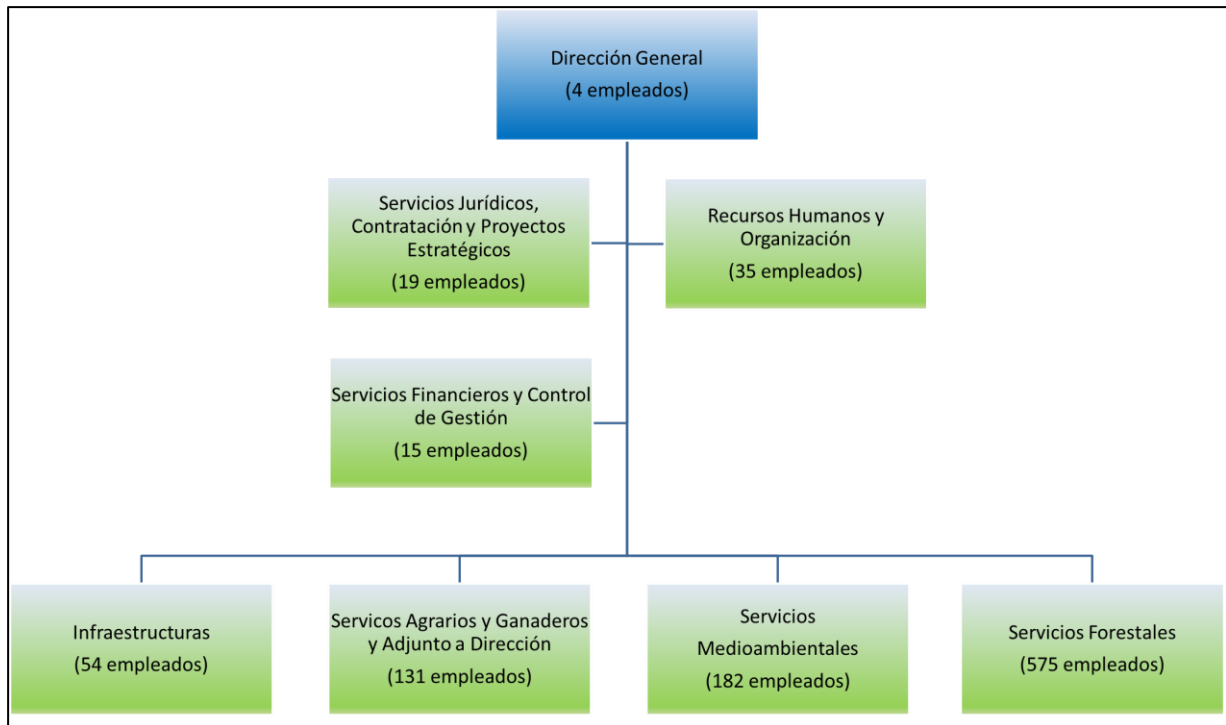 Dirección General
(4 empleados)
Servicios Jurídicos,
Contratación y Proyectos
Estratégicos
(19 empleados)
Recursos Humanos y
Organización
(35 empleados)
Servicios Financieros y Control
de Gestión
(15 empleados)
Infraestructuras
(54 empleados)
Servicos Agrarios y Ganaderos
y Adjunto a Dirección
(131 empleados)
Servicios
Medioambientales
(182 empleados)
Servicios Forestales
(575 empleados)